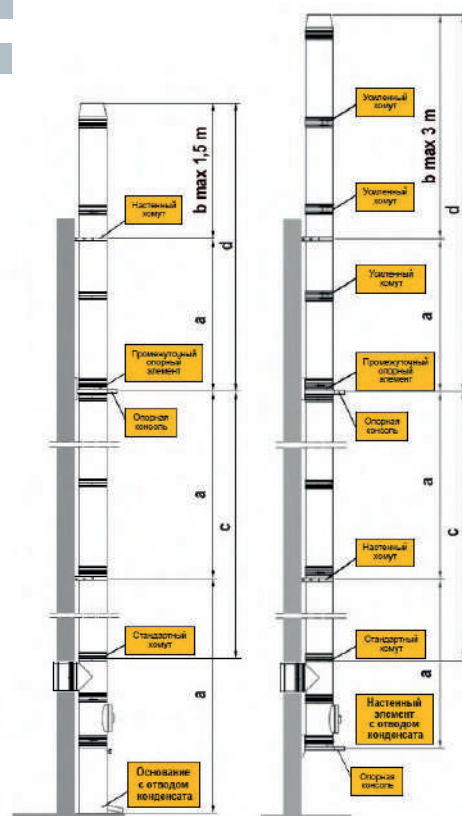 b max 1,5 m
d
Настенный
хомут
a
Промежуточный
опорный
элемент
Опорная
консоль
a
c
Стандартный
хомут
a
Основание
с отводом
конденсата
Усиленный
хомут
b max 3 m
d
Усиленный
хомут
Усиленный
хомут
a
Промежуточный
опорный
элемент
Опорная
консоль
a
c
Настенный
хомут
Стандартный
хомут
a
Настенный
элемент
с отводом
конденсата
Опорная
консоль